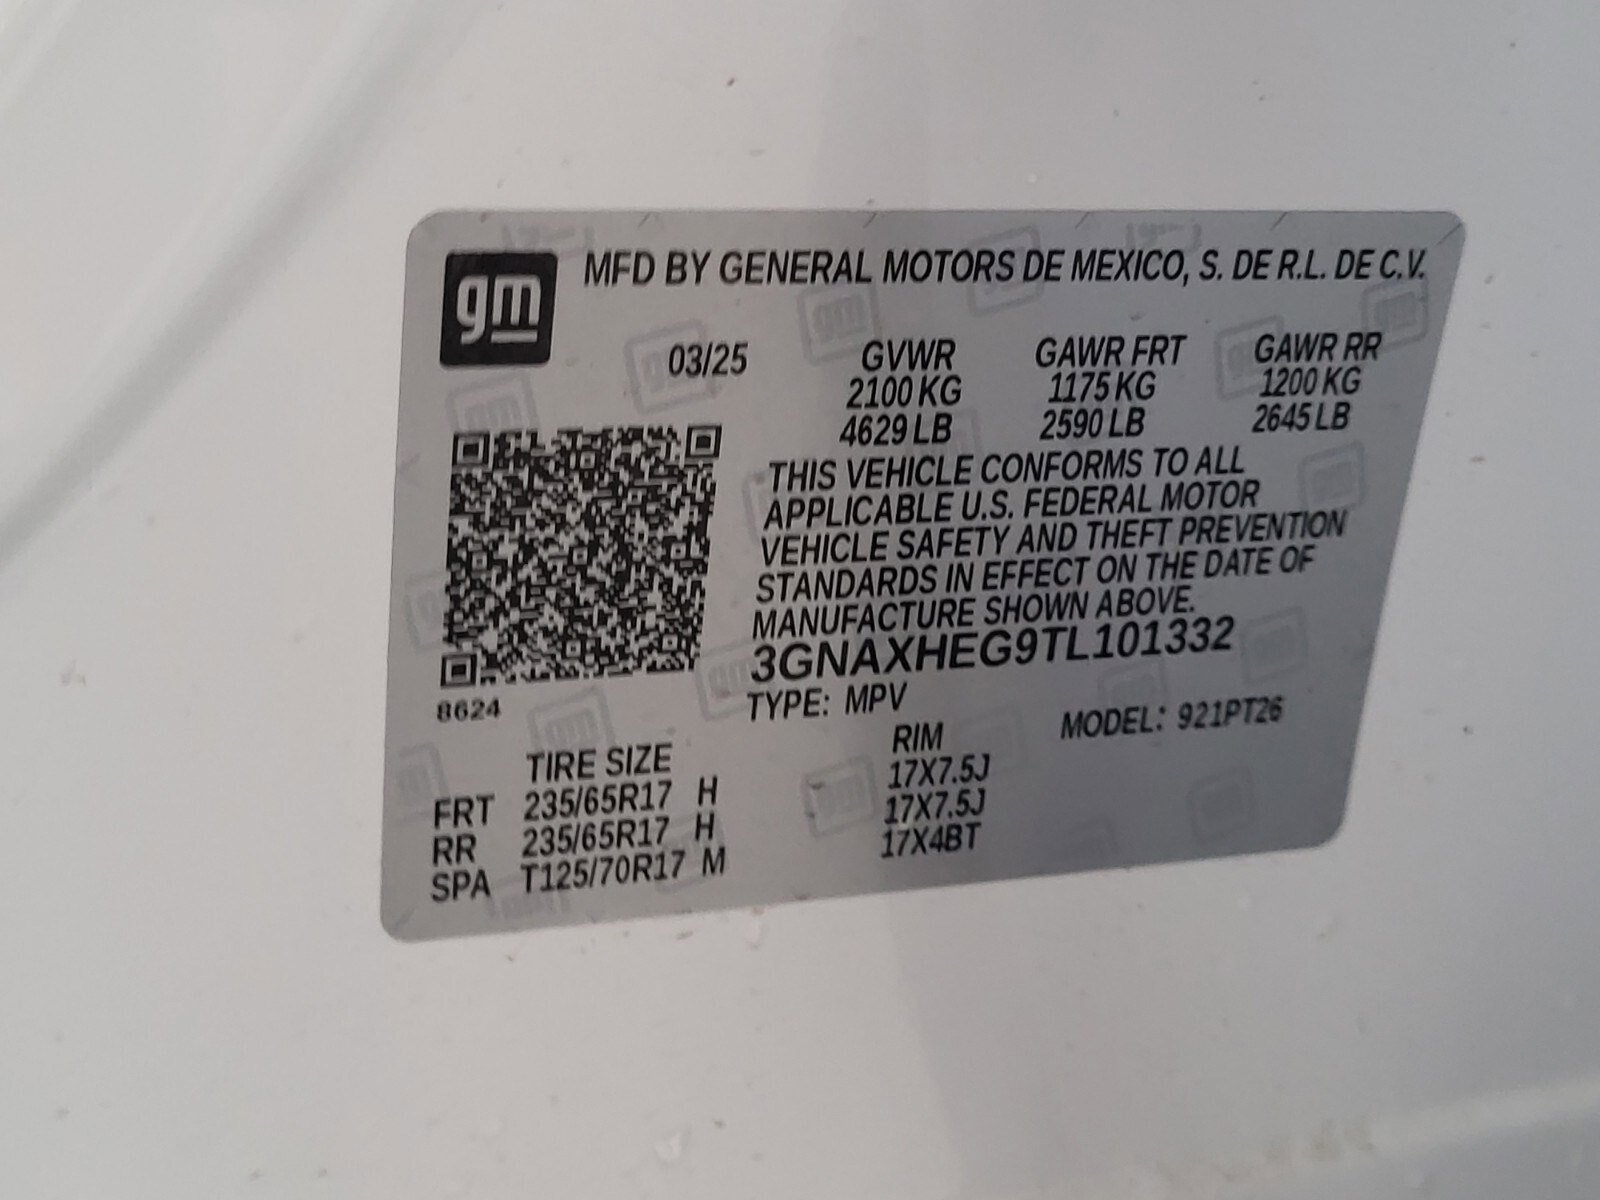 gm
MFD BY GENERAL MOTORS DE MEXICO, S. DE R.L. DE C.V.
03/25 GVWR GAWR FRT GAWR RR
2100 KG 1175 KG 1200 KG
4629 LB 2590 LB 2645 LB
THIS VEHICLE CONFORMS TO ALL
APPLICABLE U.S. FEDERAL MOTOR
VEHICLE SAFETY AND THEFT PREVENTION
STANDARDS IN EFFECT ON THE DATE OF
MANUFACTURE SHOWN ABOVE.
3GNAXHEG9TL101332
8624
TYPE: MPV MODEL: 921PT26
TIRE SIZE RIM
FRT 235/65R17 H 17X7.5J
RR 235/65R17 H 17X7.5J
SPA T125/70R17 M 17X4BT